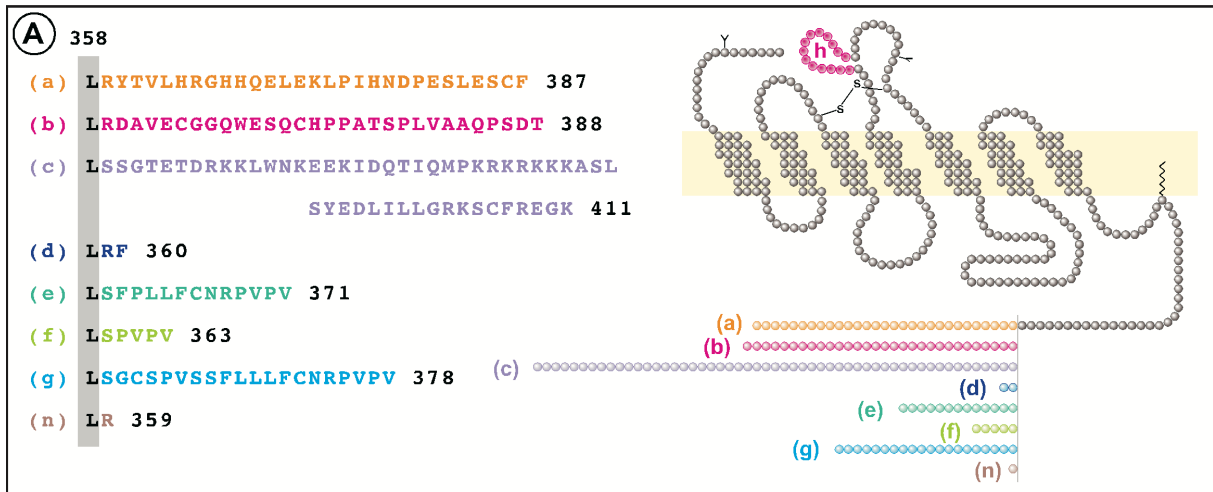 A
358
(a) LRYTVLHRGHHQELEKLPIHNDPESLESCF 387
(b) LRDAVECGGQWESQCHPPATSPLVAAQPSDT 388
(c) LSSGTETDRKKLWNKEEKIDQTIQMPKRKRKKKASL
SYEDLILLGRKSCFREGK 411
(d) LRF 360
(e) LSFPLLFCNRPVPV 371
(f) LSPVPV 363
(g) LSGCSPVSSFLLLFCNRPVPV 378
(n) LR 359
Y
h
Y
S
S
(a)
(b)
(c)
(d)
(e)
(f)
(g)
(n)